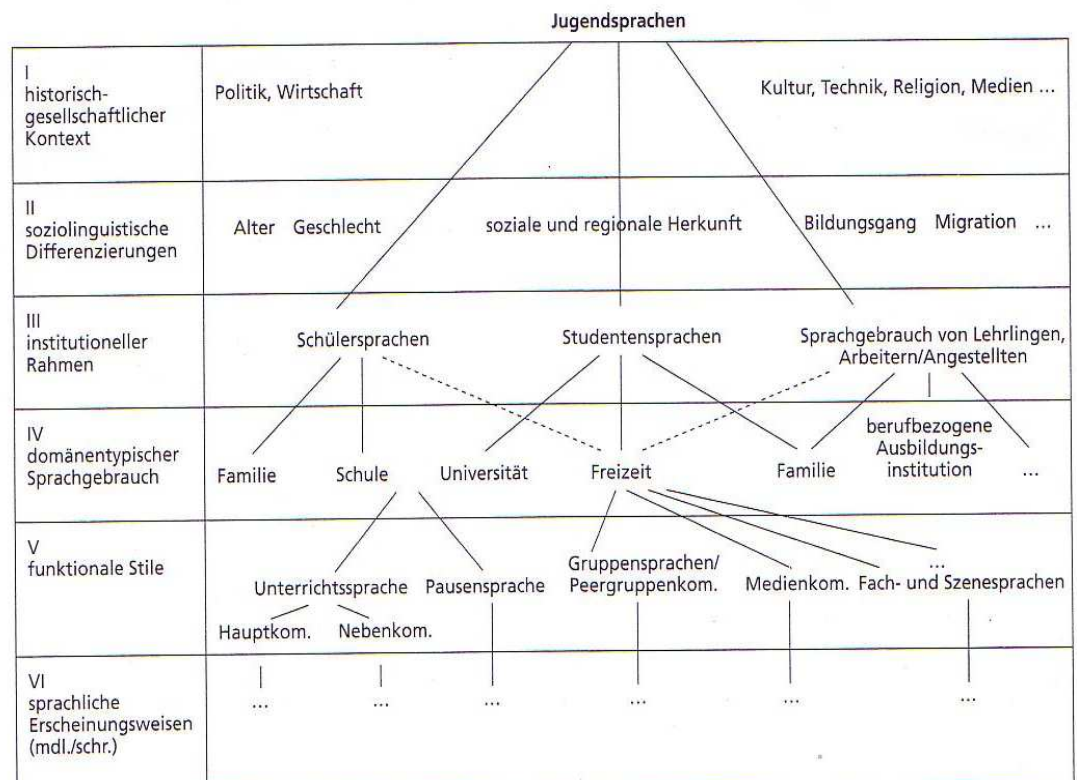 Jugendsprachen
I
historisch-
gesellschaftlicher
Kontext
Politik, Wirtschaft
Kultur, Technik, Religion, Medien ...
II
soziolinguistische
Differenzierungen
Alter Geschlecht
soziale und regionale Herkunft
Bildungsgang Migration ...
III
institutioneller
Rahmen
Schülersprachen
Studentensprachen
Sprachgebrauch von Lehrlingen,
Arbeitern/Angestellten
IV
domänentypischer
Sprachgebrauch
Familie
Schule
Universität
Freizeit
Familie
berufbezogene
Ausbildungs-
institution
...
V
funktionale Stile
Unterrichtssprache
Pausensprache
Gruppensprachen/
Peergruppenkom.
Medienkom.
...
Fach- und Szenesprachen
Hauptkom.
Nebenkom.
VI
sprachliche
Erscheinungsweisen
(mdl./schr.)
...
...
...
...
...
...